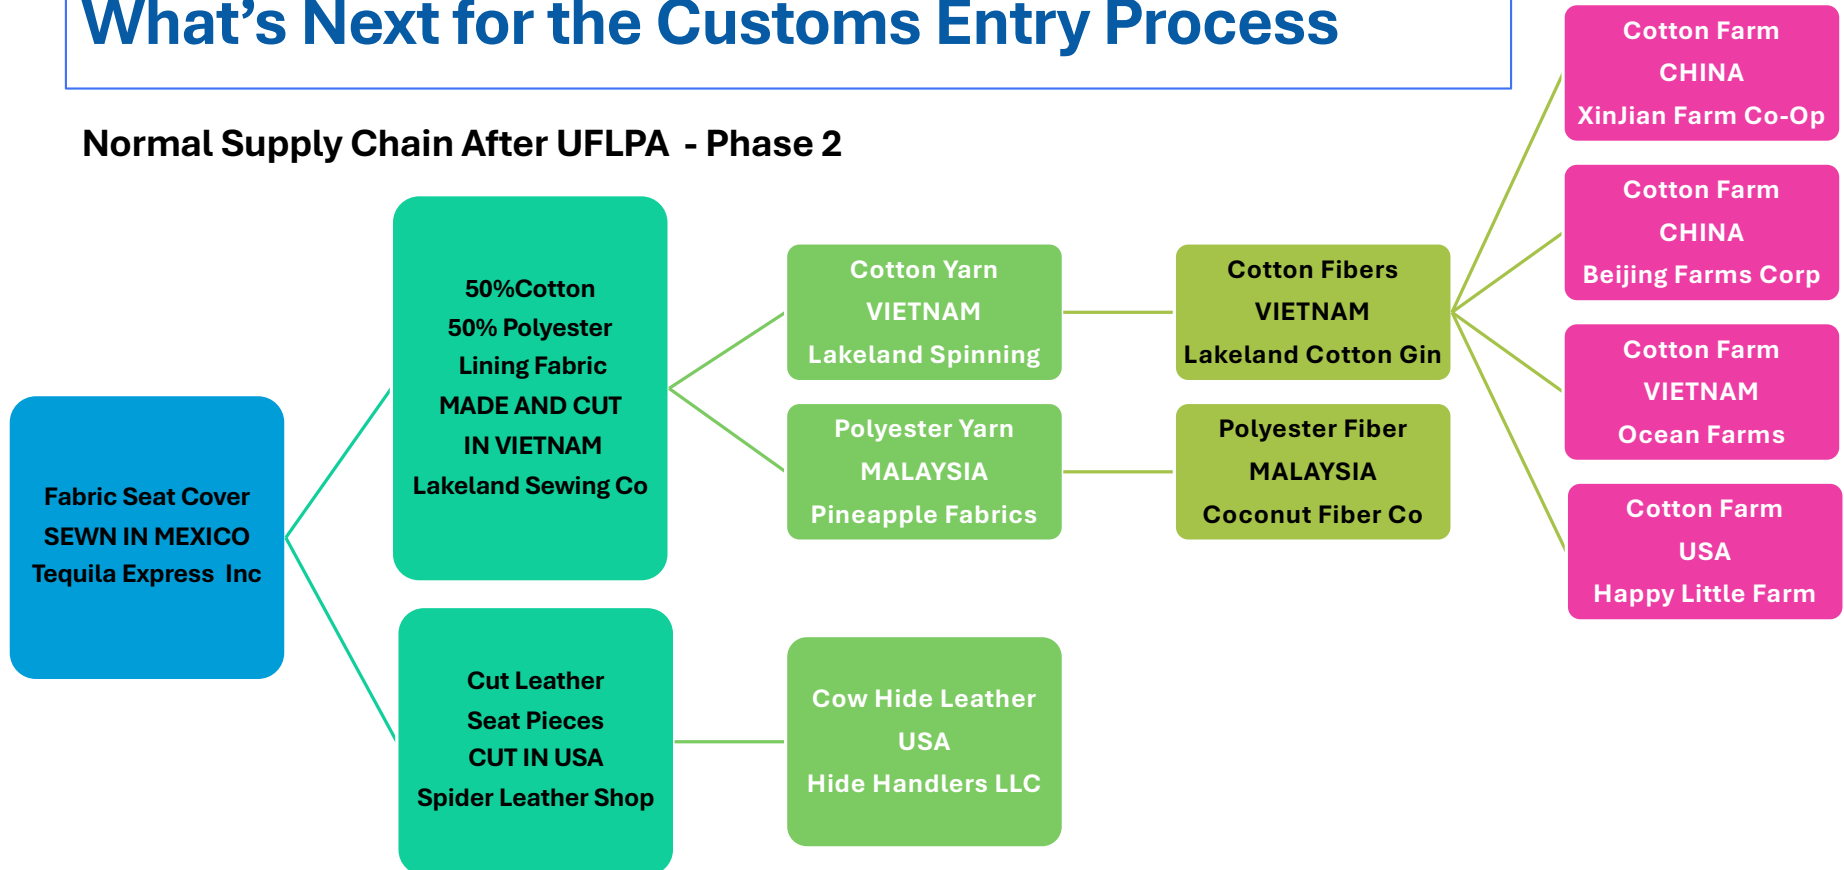 What’s Next for the Customs Entry Process
Normal Supply Chain After UFLPA  - Phase 2
Fabric Seat Cover
SEWN IN MEXICO
Tequila Express  Inc
50%Cotton
50% Polyester
Lining Fabric
MADE AND CUT
IN VIETNAM
Lakeland Sewing Co
Cut Leather
Seat Pieces
CUT IN USA
Spider Leather Shop
Cotton Yarn
VIETNAM
Lakeland Spinning
Polyester Yarn
MALAYSIA
Pineapple Fabrics
Cow Hide Leather
USA
Hide Handlers LLC
Cotton Fibers
VIETNAM
Lakeland Cotton Gin
Polyester Fiber
MALAYSIA
Coconut Fiber Co
Cotton Farm
CHINA
XinJian Farm Co-Op
Cotton Farm
CHINA
Beijing Farms Corp
Cotton Farm
VIETNAM
Ocean Farms
Cotton Farm
USA
Happy Little Farm